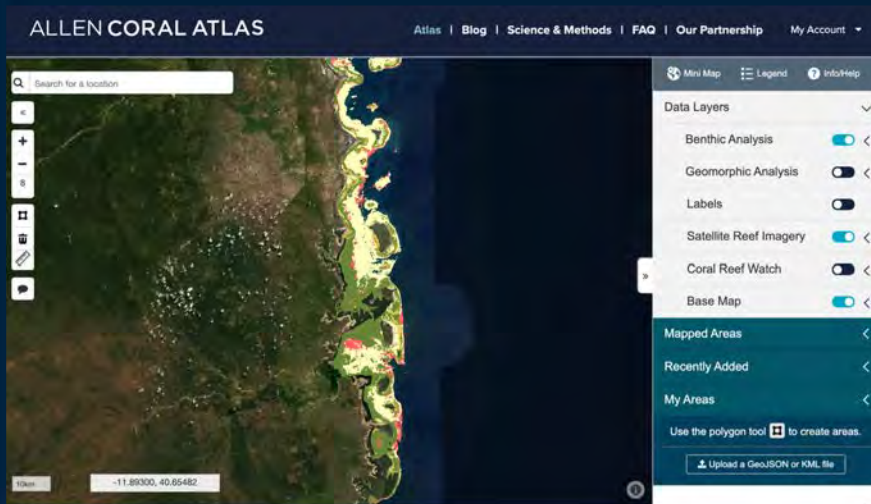 ALLEN CORAL ATLAS
Atlas | Blog | Science & Methods | FAQ | Our Partnership My Account
Search for a location
Mini Map Legend Info/Help
Data Layers
Benthic Analysis
Geomorphic Analysis
Labels
Satellite Reef Imagery
Coral Reef Watch
Base Map
8
Mapped Areas
Recently Added
My Areas
Use the polygon tool to create areas.
Upload a GeoJSON or KML file
10km
-11.89300, 40.65482